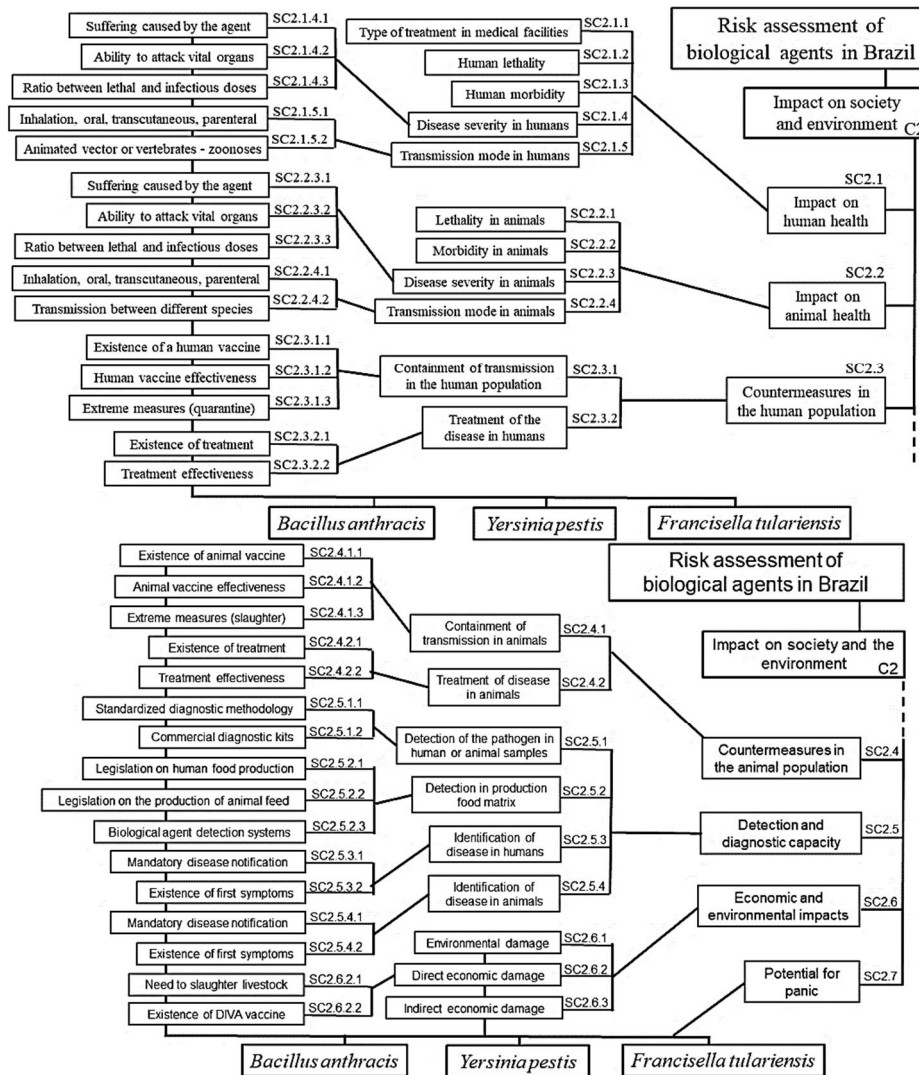 Suffering caused by the agent
SC2.1.4.1
Type of treatment in medical facilities
SC2.1.1
Risk assessment of
biological agents in Brazil
Ability to attack vital organs
SC2.1.4.2
Human lethality
SC2.1.2
Ratio between lethal and infectious doses
SC2.1.4.3
Human morbidity
SC2.1.3
Impact on society
and environment
C2
Inhalation, oral, transcutaneous, parenteral
SC2.1.5.1
Disease severity in humans
SC2.1.4
Animated vector or vertebrates - zoonoses
SC2.1.5.2
Transmission mode in humans
SC2.1.5
Suffering caused by the agent
SC2.2.3.1
SC2.1
Impact on
human health
Ability to attack vital organs
SC2.2.3.2
Lethality in animals
SC2.2.1
Ratio between lethal and infectious doses
SC2.2.3.3
Morbidity in animals
SC2.2.2
Inhalation, oral, transcutaneous, parenteral
SC2.2.4.1
Disease severity in animals
SC2.2.3
SC2.2
Impact on
animal health
Transmission between different species
SC2.2.4.2
Transmission mode in animals
SC2.2.4
Existence of a human vaccine
SC2.3.1.1
Human vaccine effectiveness
SC2.3.1.2
Containment of transmission
in the human population
SC2.3.1
SC2.3
Countermeasures
in the human population
Extreme measures (quarantine)
SC2.3.1.3
Treatment of the
disease in humans
SC2.3.2
Existence of treatment
SC2.3.2.1
Treatment effectiveness
SC2.3.2.2
Bacillus anthracis
Yersinia pestis
Francisella tulariensis
Existence of animal vaccine
SC2.4.1.1
Risk assessment of
biological agents in Brazil
Animal vaccine effectiveness
SC2.4.1.2
Extreme measures (slaughter)
SC2.4.1.3
Containment of
transmission in animals
SC2.4.1
Impact on society and the
environment
C2
Existence of treatment
SC2.4.2.1
Treatment effectiveness
SC2.4.2.2
Treatment of disease
in animals
SC2.4.2
Standardized diagnostic methodology
SC2.5.1.1
Commercial diagnostic kits
SC2.5.1.2
Detection of the pathogen in
human or animal samples
SC2.5.1
Countermeasures in
the animal population
SC2.4
Legislation on human food production
SC2.5.2.1
Legislation on the production of animal feed
SC2.5.2.2
Detection in production
food matrix
SC2.5.2
Biological agent detection systems
SC2.5.2.3
Identification of
disease in humans
SC2.5.3
Detection and
diagnostic capacity
SC2.5
Mandatory disease notification
SC2.5.3.1
Existence of first symptoms
SC2.5.3.2
Identification of
disease in animals
SC2.5.4
Economic and
environmental impacts
SC2.6
Mandatory disease notification
SC2.5.4.1
Existence of first symptoms
SC2.5.4.2
Environmental damage
SC2.6.1
Need to slaughter livestock
SC2.6.2.1
Direct economic damage
SC2.6.2
Potential for
panic
SC2.7
Existence of DIVA vaccine
SC2.6.2.2
Indirect economic damage
SC2.6.3
Bacillus anthracis
Yersinia pestis
Francisella tulariensis